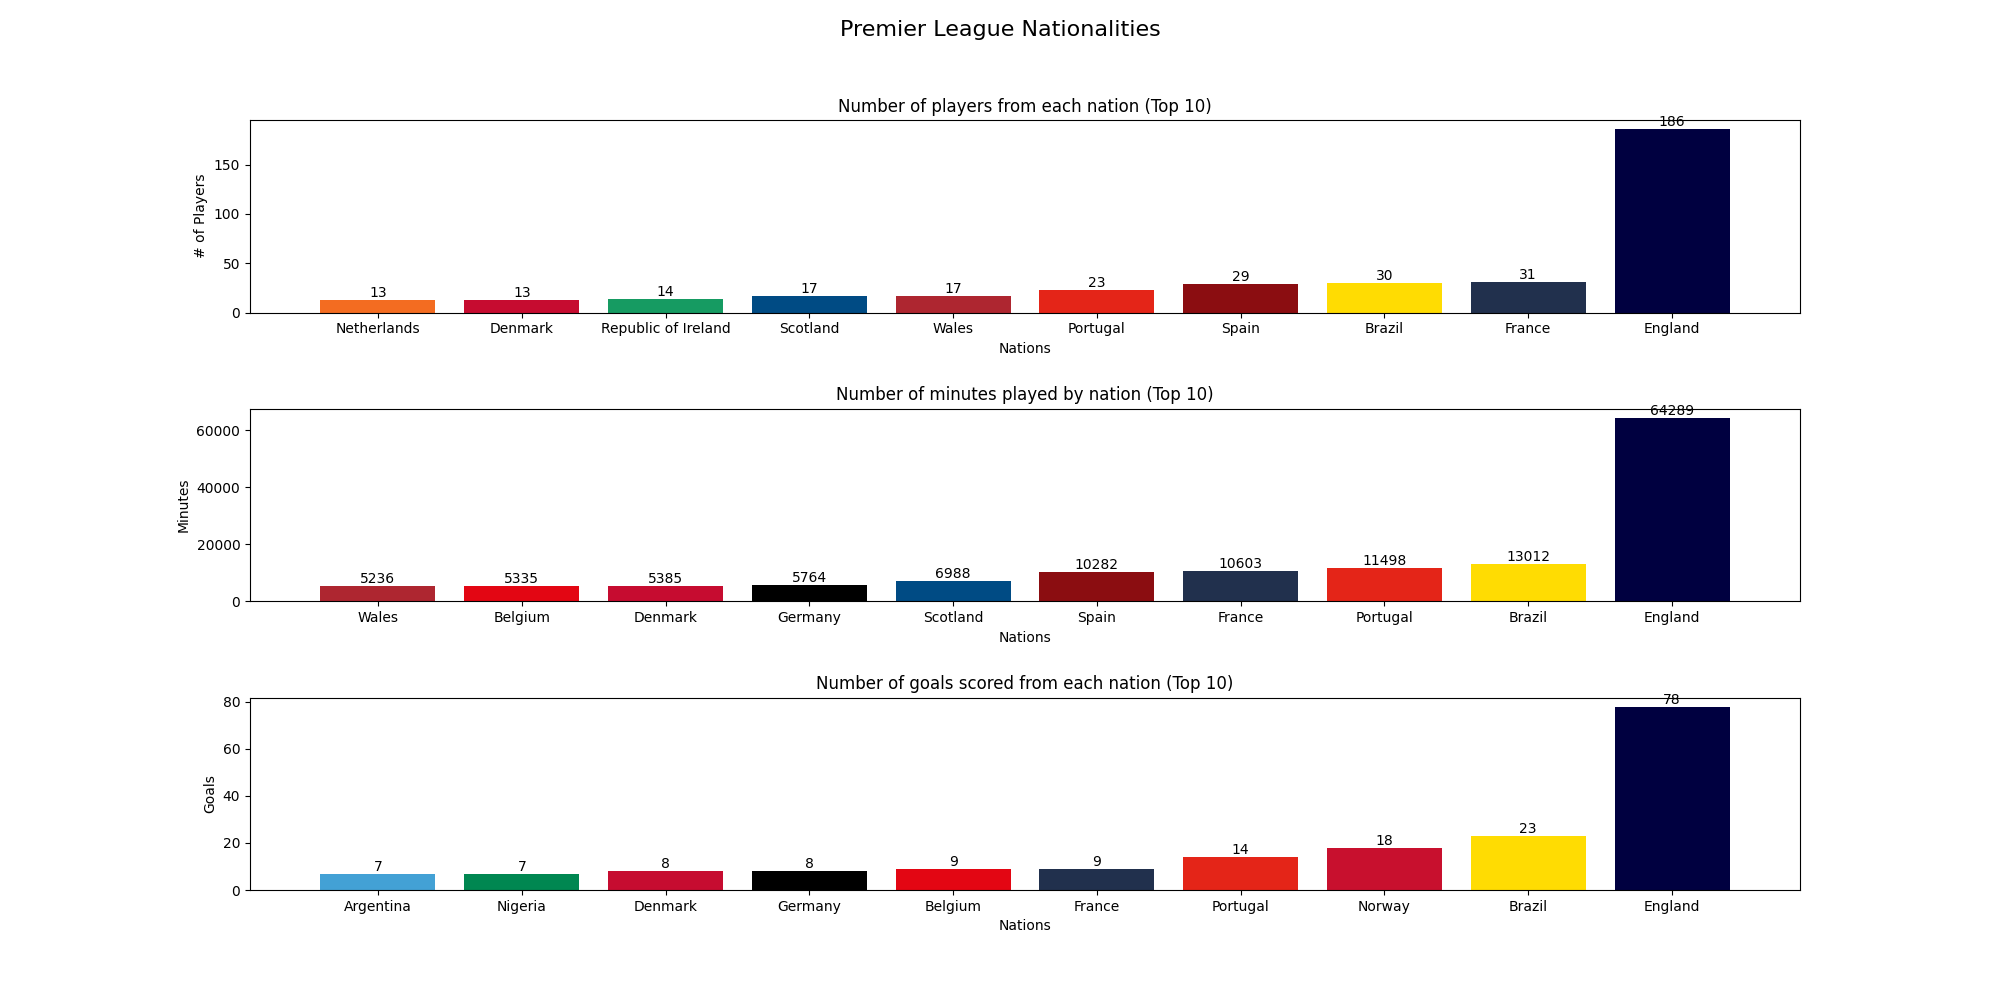 Premier League Nationalities
Number of players from each nation (Top 10)
# of Players
150
100
50
0
13 13 14 17 17 23 29 30 31 186
Netherlands Denmark Republic of Ireland Scotland Wales Portugal Spain Brazil France England
Nations
Number of minutes played by nation (Top 10)
Minutes
60000
40000
20000
0
5236 5335 5385 5764 6988 10282 10603 11498 13012 64289
Wales Belgium Denmark Germany Scotland Spain France Portugal Brazil England
Nations
Number of goals scored from each nation (Top 10)
Goals
80
60
40
20
0
7 7 8 8 9 9 14 18 23 78
Argentina Nigeria Denmark Germany Belgium France Portugal Norway Brazil England
Nations